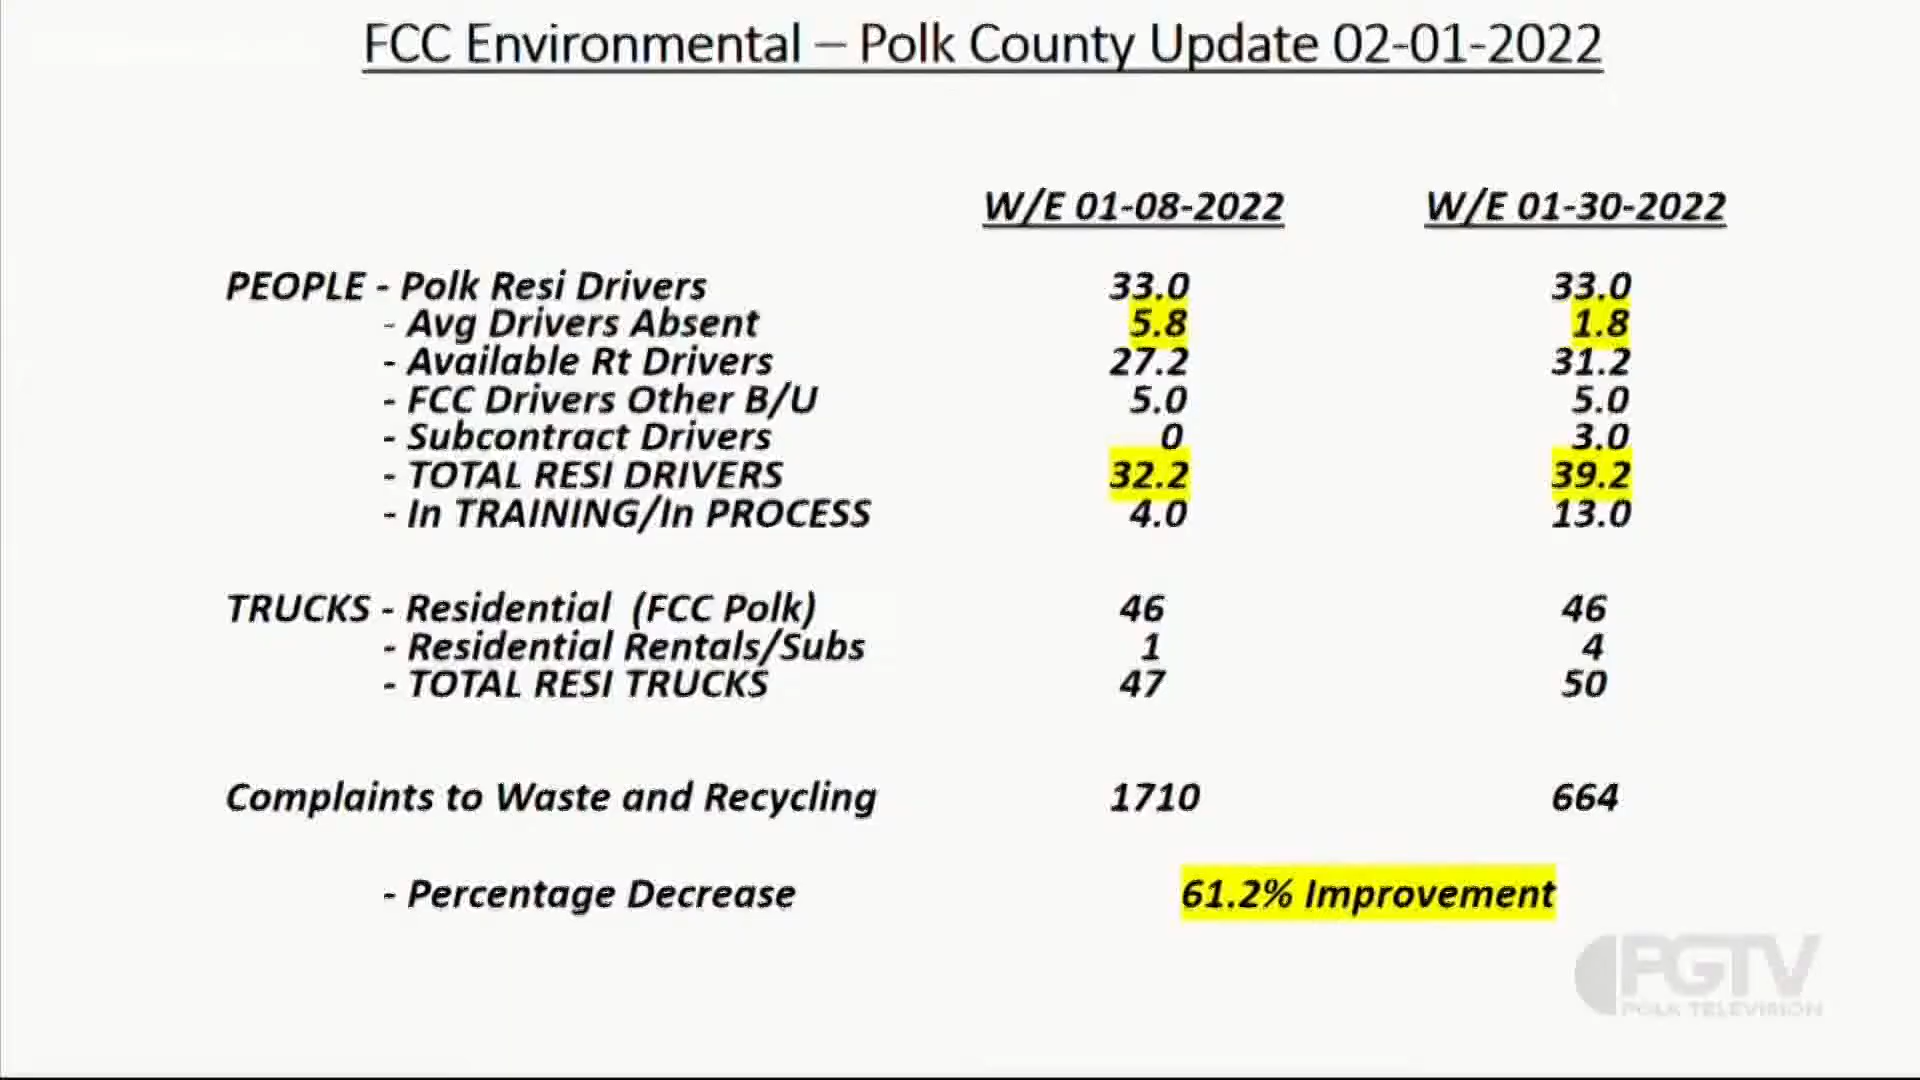 FCC Environmental – Polk County Update 02-01-2022
W/E 01-08-2022 W/E 01-30-2022
PEOPLE - Polk Resi Drivers 33.0 33.0
- Avg Drivers Absent 5.8 1.8
- Available Rt Drivers 27.2 31.2
- FCC Drivers Other B/U 5.0 5.0
- Subcontract Drivers 0 3.0
- TOTAL RESI DRIVERS 32.2 39.2
- In TRAINING/In PROCESS 4.0 13.0
TRUCKS - Residential (FCC Polk) 46 46
- Residential Rentals/Subs 1 4
- TOTAL RESI TRUCKS 47 50
Complaints to Waste and Recycling 1710 664
- Percentage Decrease 61.2% Improvement
PGTV
POLK TELEVISION